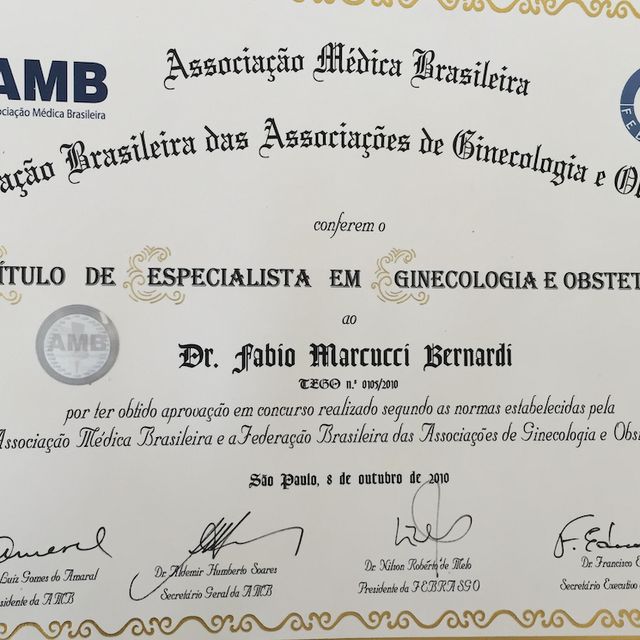 AMB
Associação Médica Brasileira
ociação Médica Brasileira
ração Brasileira das Associações de Ginecologia e Ob
conferem o
ÍTULO DE ESPECIALISTA EM GINECOLOGIA E OBSTET
ao
AMB
Dr. Fabio Marcucci Bernardi
TEGO n.º 0105/2010
por ter obtido aprovação em concurso realizado segundo as normas estabelecidas pela
Associação Médica Brasileira e a Federação Brasileira das Associações de Ginecologia e Obs
São Paulo, 8 de outubro de 2010
Luiz Gomes do Amaral
sidente da AMB
Dr. Aldemir Humberto Soares
Secretário Geral da AMB
Dr. Nilson Roberto de Melo
Presidente da FEBRASGO
Dr. Francisco E
Secretário Executivo